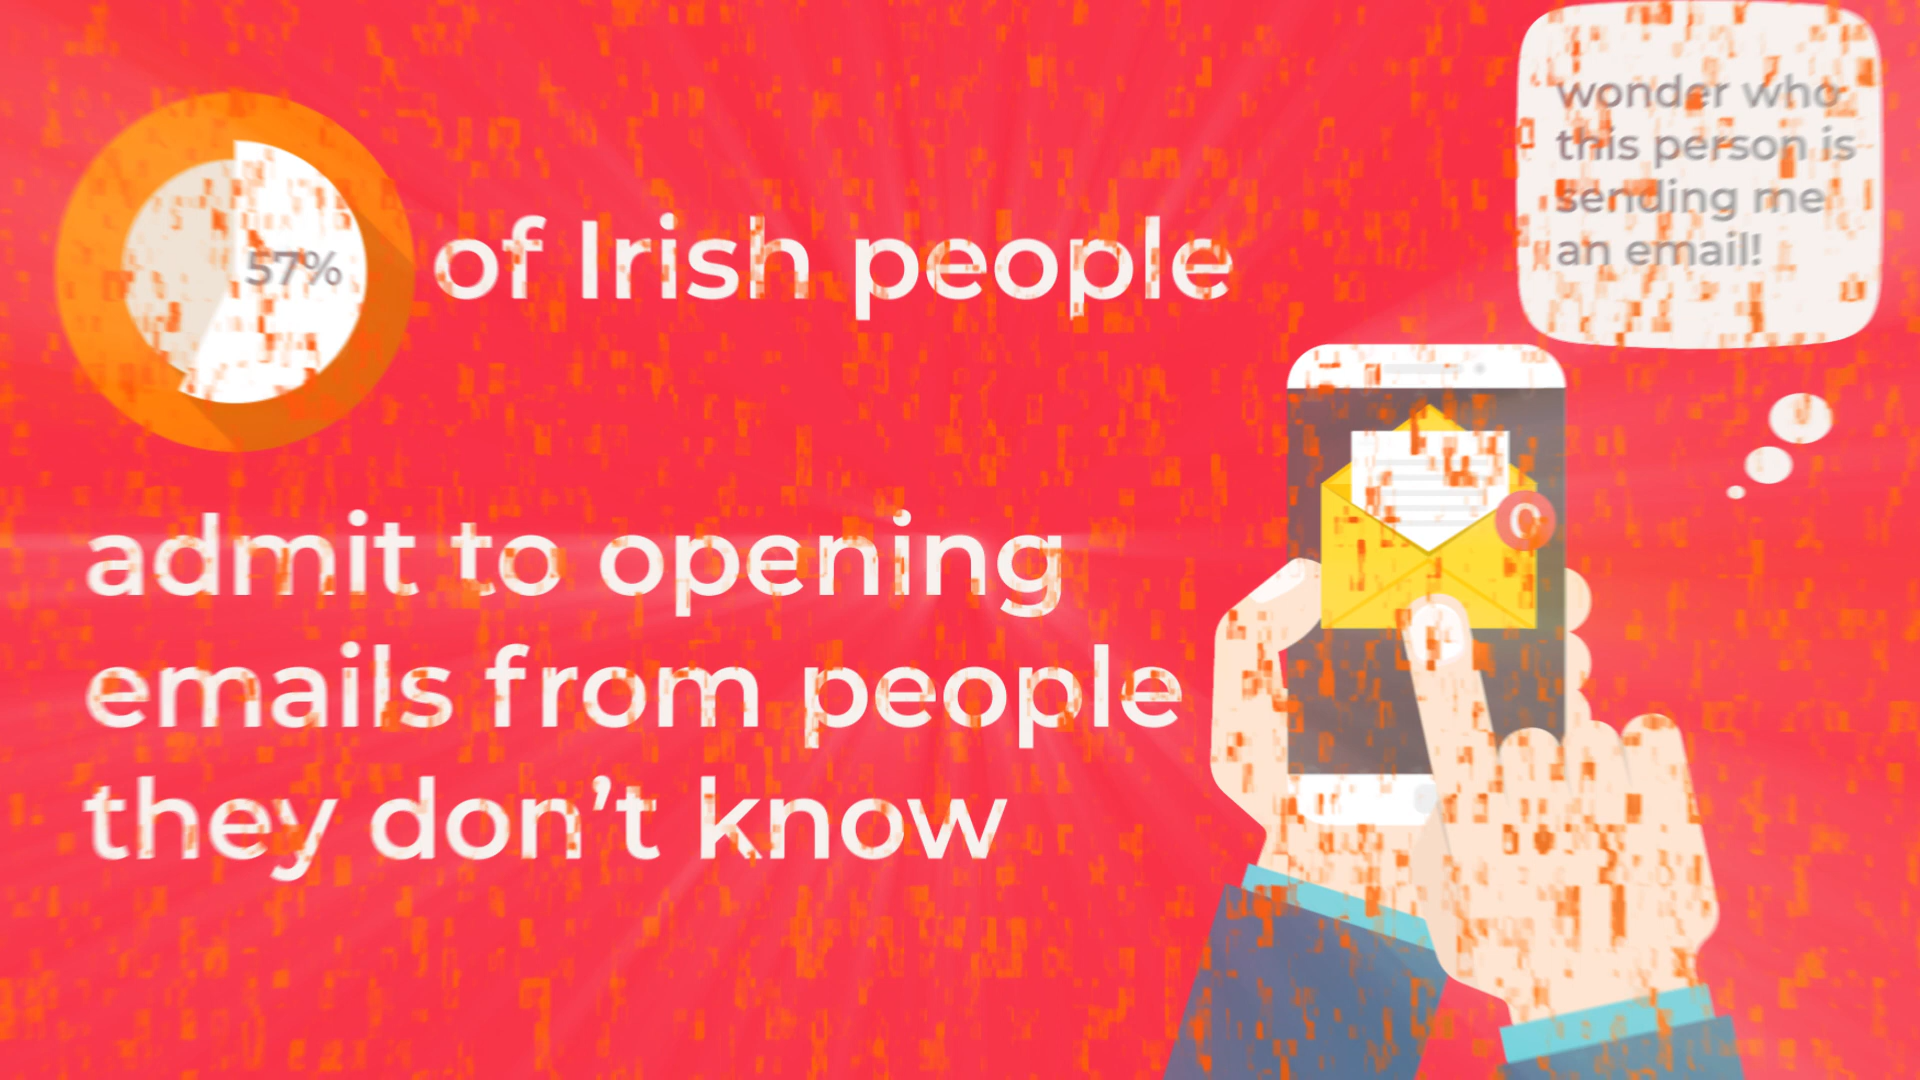 57%
of Irish people
admit to opening
emails from people
they don’t know
wonder who
this person is
sending me
an email!
0